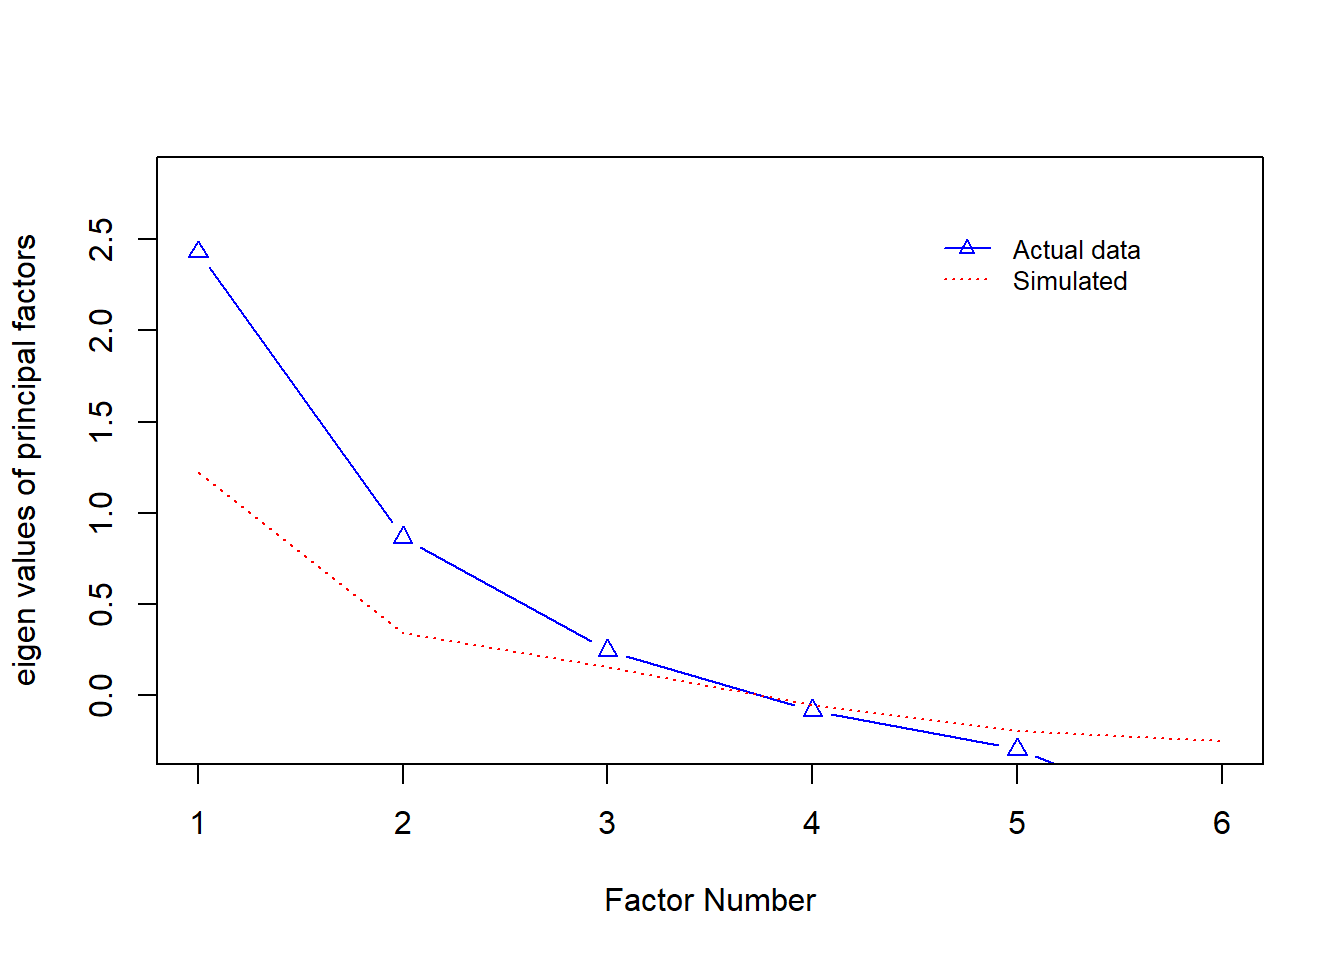 eigen values of principal factors
2.5
2.0
1.5
1.0
0.5
0.0
Actual data
Simulated
1 2 3 4 5 6
Factor Number